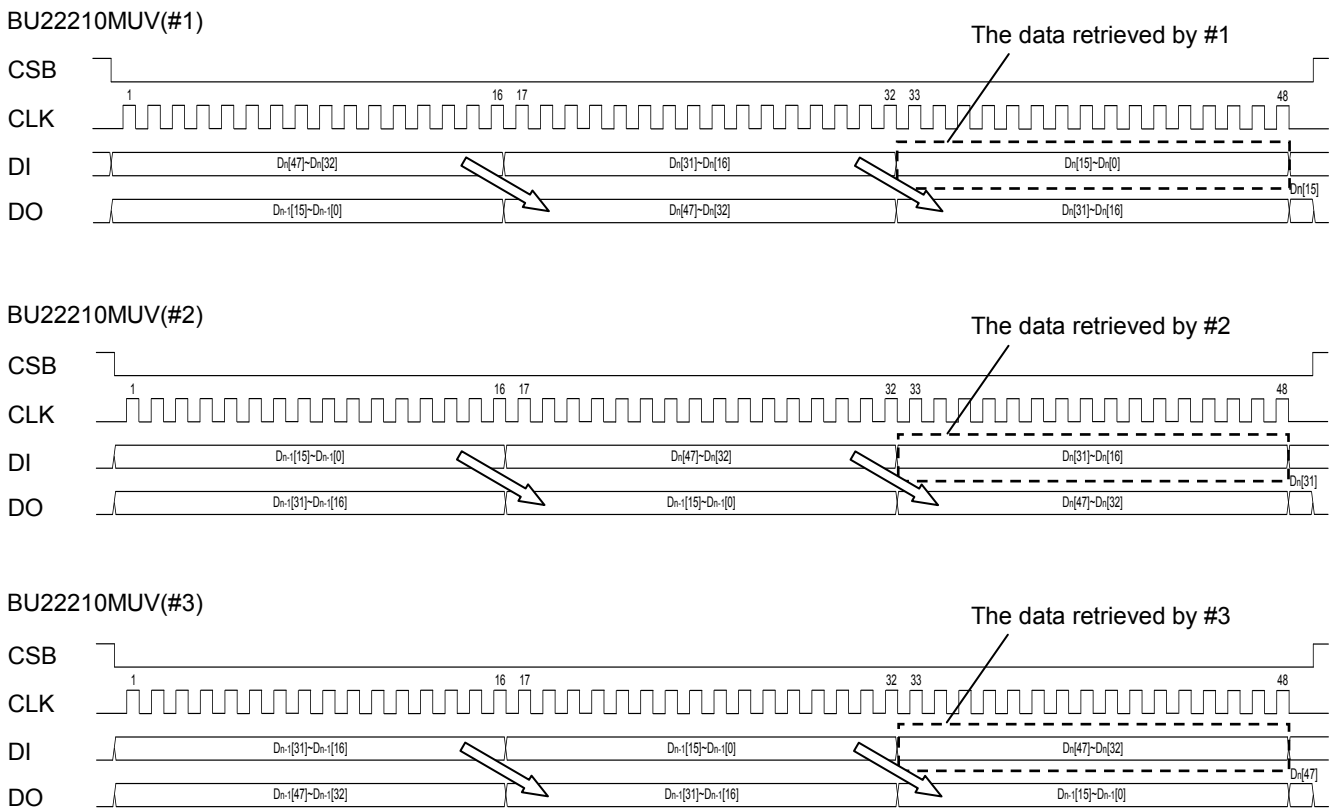 BU22210MUV(#1)
The data retrieved by #1
CSB
1 16 17 32 33 48
CLK
DI Dn[47]~Dn[32] Dn[31]~Dn[16] Dn[15]~Dn[0]
Dn[15]
DO Dn-1[15]~Dn-1[0] Dn[47]~Dn[32] Dn[31]~Dn[16]
BU22210MUV(#2)
The data retrieved by #2
CSB
1 16 17 32 33 48
CLK
DI Dn-1[15]~Dn-1[0] Dn[47]~Dn[32] Dn[31]~Dn[16]
Dn[31]
DO Dn-1[31]~Dn-1[16] Dn-1[15]~Dn-1[0] Dn[47]~Dn[32]
BU22210MUV(#3)
The data retrieved by #3
CSB
1 16 17 32 33 48
CLK
DI Dn-1[31]~Dn-1[16] Dn-1[15]~Dn-1[0] Dn[47]~Dn[32]
Dn[47]
DO Dn-1[47]~Dn-1[32] Dn-1[31]~Dn-1[16] Dn-1[15]~Dn-1[0]